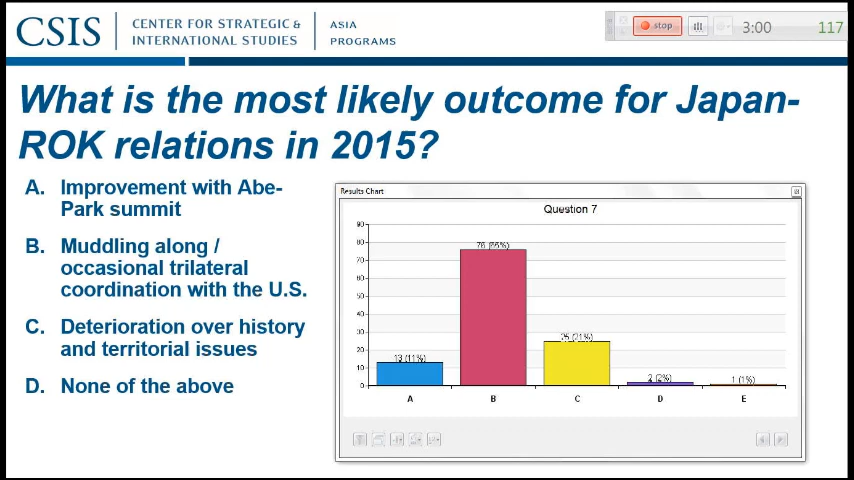 CSIS
CENTER FOR STRATEGIC &
INTERNATIONAL STUDIES
ASIA
PROGRAMS
stop
3:00
117
What is the most likely outcome for Japan-
ROK relations in 2015?
A. Improvement with Abe-
Park summit
B. Muddling along /
occasional trilateral
coordination with the U.S.
C. Deterioration over history
and territorial issues
D. None of the above
Results Chart
Question 7
90
80
70
60
50
40
30
20
10
0
13 (11%)
76 (65%)
25 (21%)
2 (2%)
1 (1%)
A B C D E